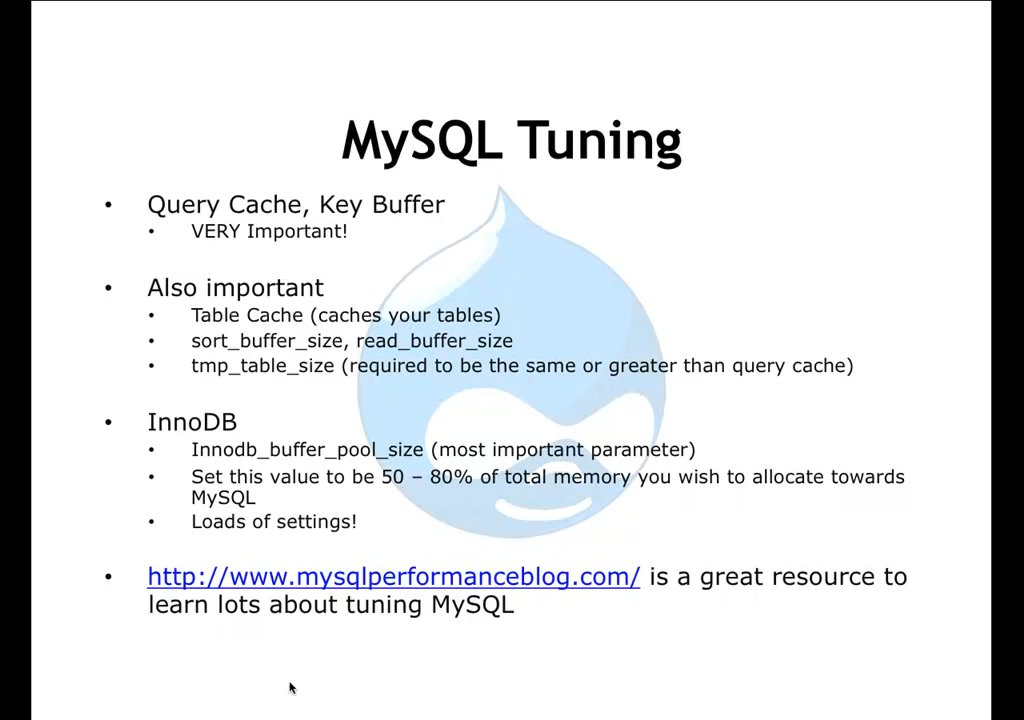 MySQL Tuning
• Query Cache, Key Buffer
• VERY Important!
• Also important
• Table Cache (caches your tables)
• sort_buffer_size, read_buffer_size
• tmp_table_size (required to be the same or greater than query cache)
• InnoDB
• Innodb_buffer_pool_size (most important parameter)
• Set this value to be 50 – 80% of total memory you wish to allocate towards
MySQL
• Loads of settings!
• http://www.mysqlperformanceblog.com/ is a great resource to
learn lots about tuning MySQL